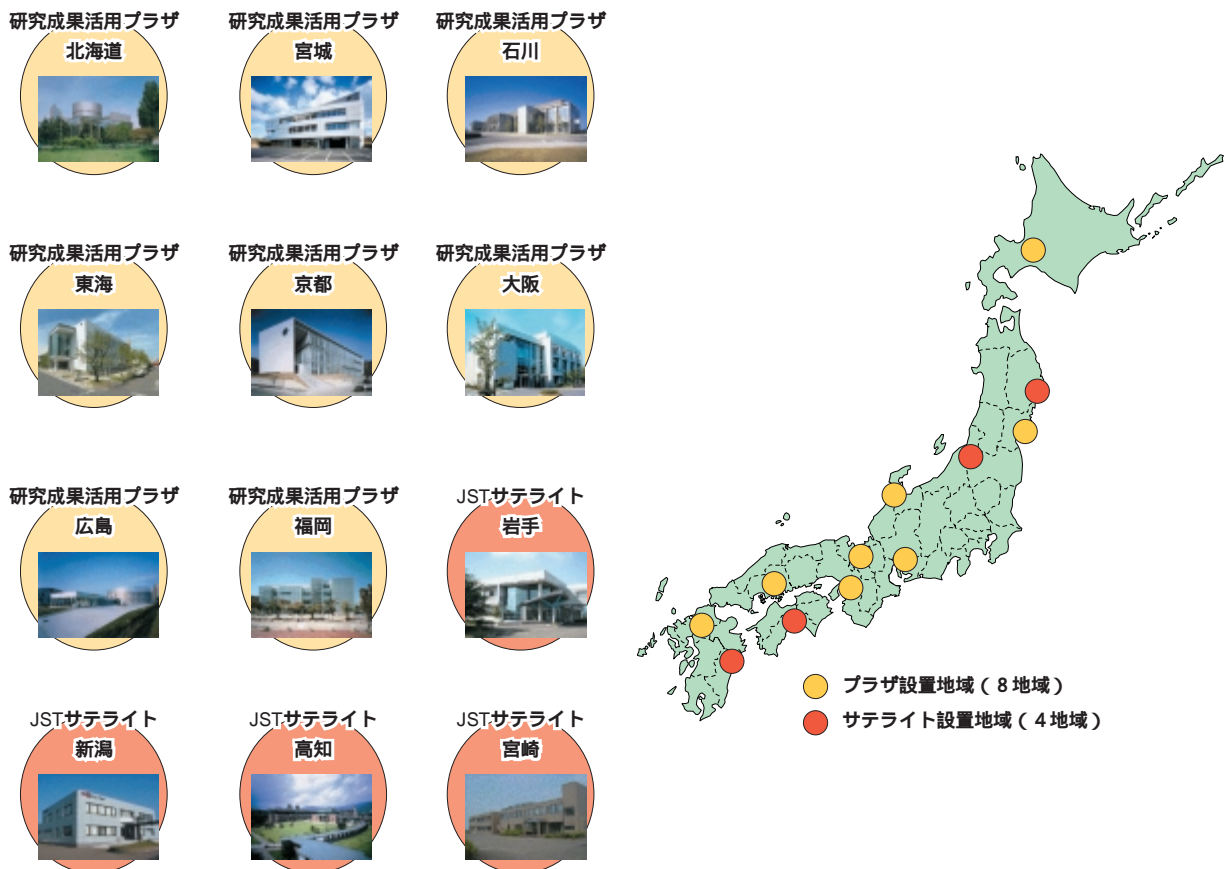 研究成果活用プラザ
北海道
研究成果活用プラザ
宮城
研究成果活用プラザ
石川
研究成果活用プラザ
東海
研究成果活用プラザ
京都
研究成果活用プラザ
大阪
研究成果活用プラザ
広島
研究成果活用プラザ
福岡
JSTサテライト
岩手
JSTサテライト
新潟
JSTサテライト
高知
JSTサテライト
宮崎
プラザ設置地域（８地域）
サテライト設置地域（４地域）